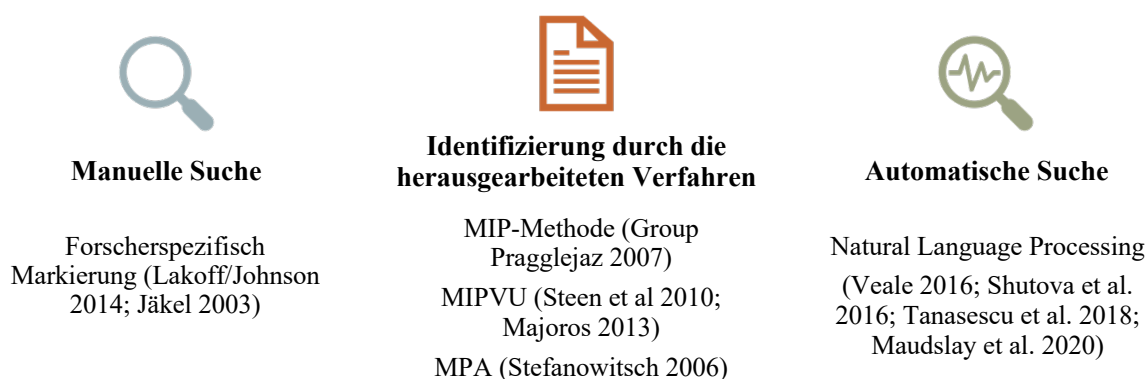 Manuelle Suche
Forscherspezifisch
Markierung (Lakoff/Johnson
2014; Jäkel 2003)
Identifizierung durch die
herausgearbeiteten Verfahren
MIP-Methode (Group
Pragglejaz 2007)
MIPVU (Steen et al 2010;
Majoros 2013)
MPA (Stefanowitsch 2006)
Automatische Suche
Natural Language Processing
(Veale 2016; Shutova et al.
2016; Tanasescu et al. 2018;
Maudslay et al. 2020)